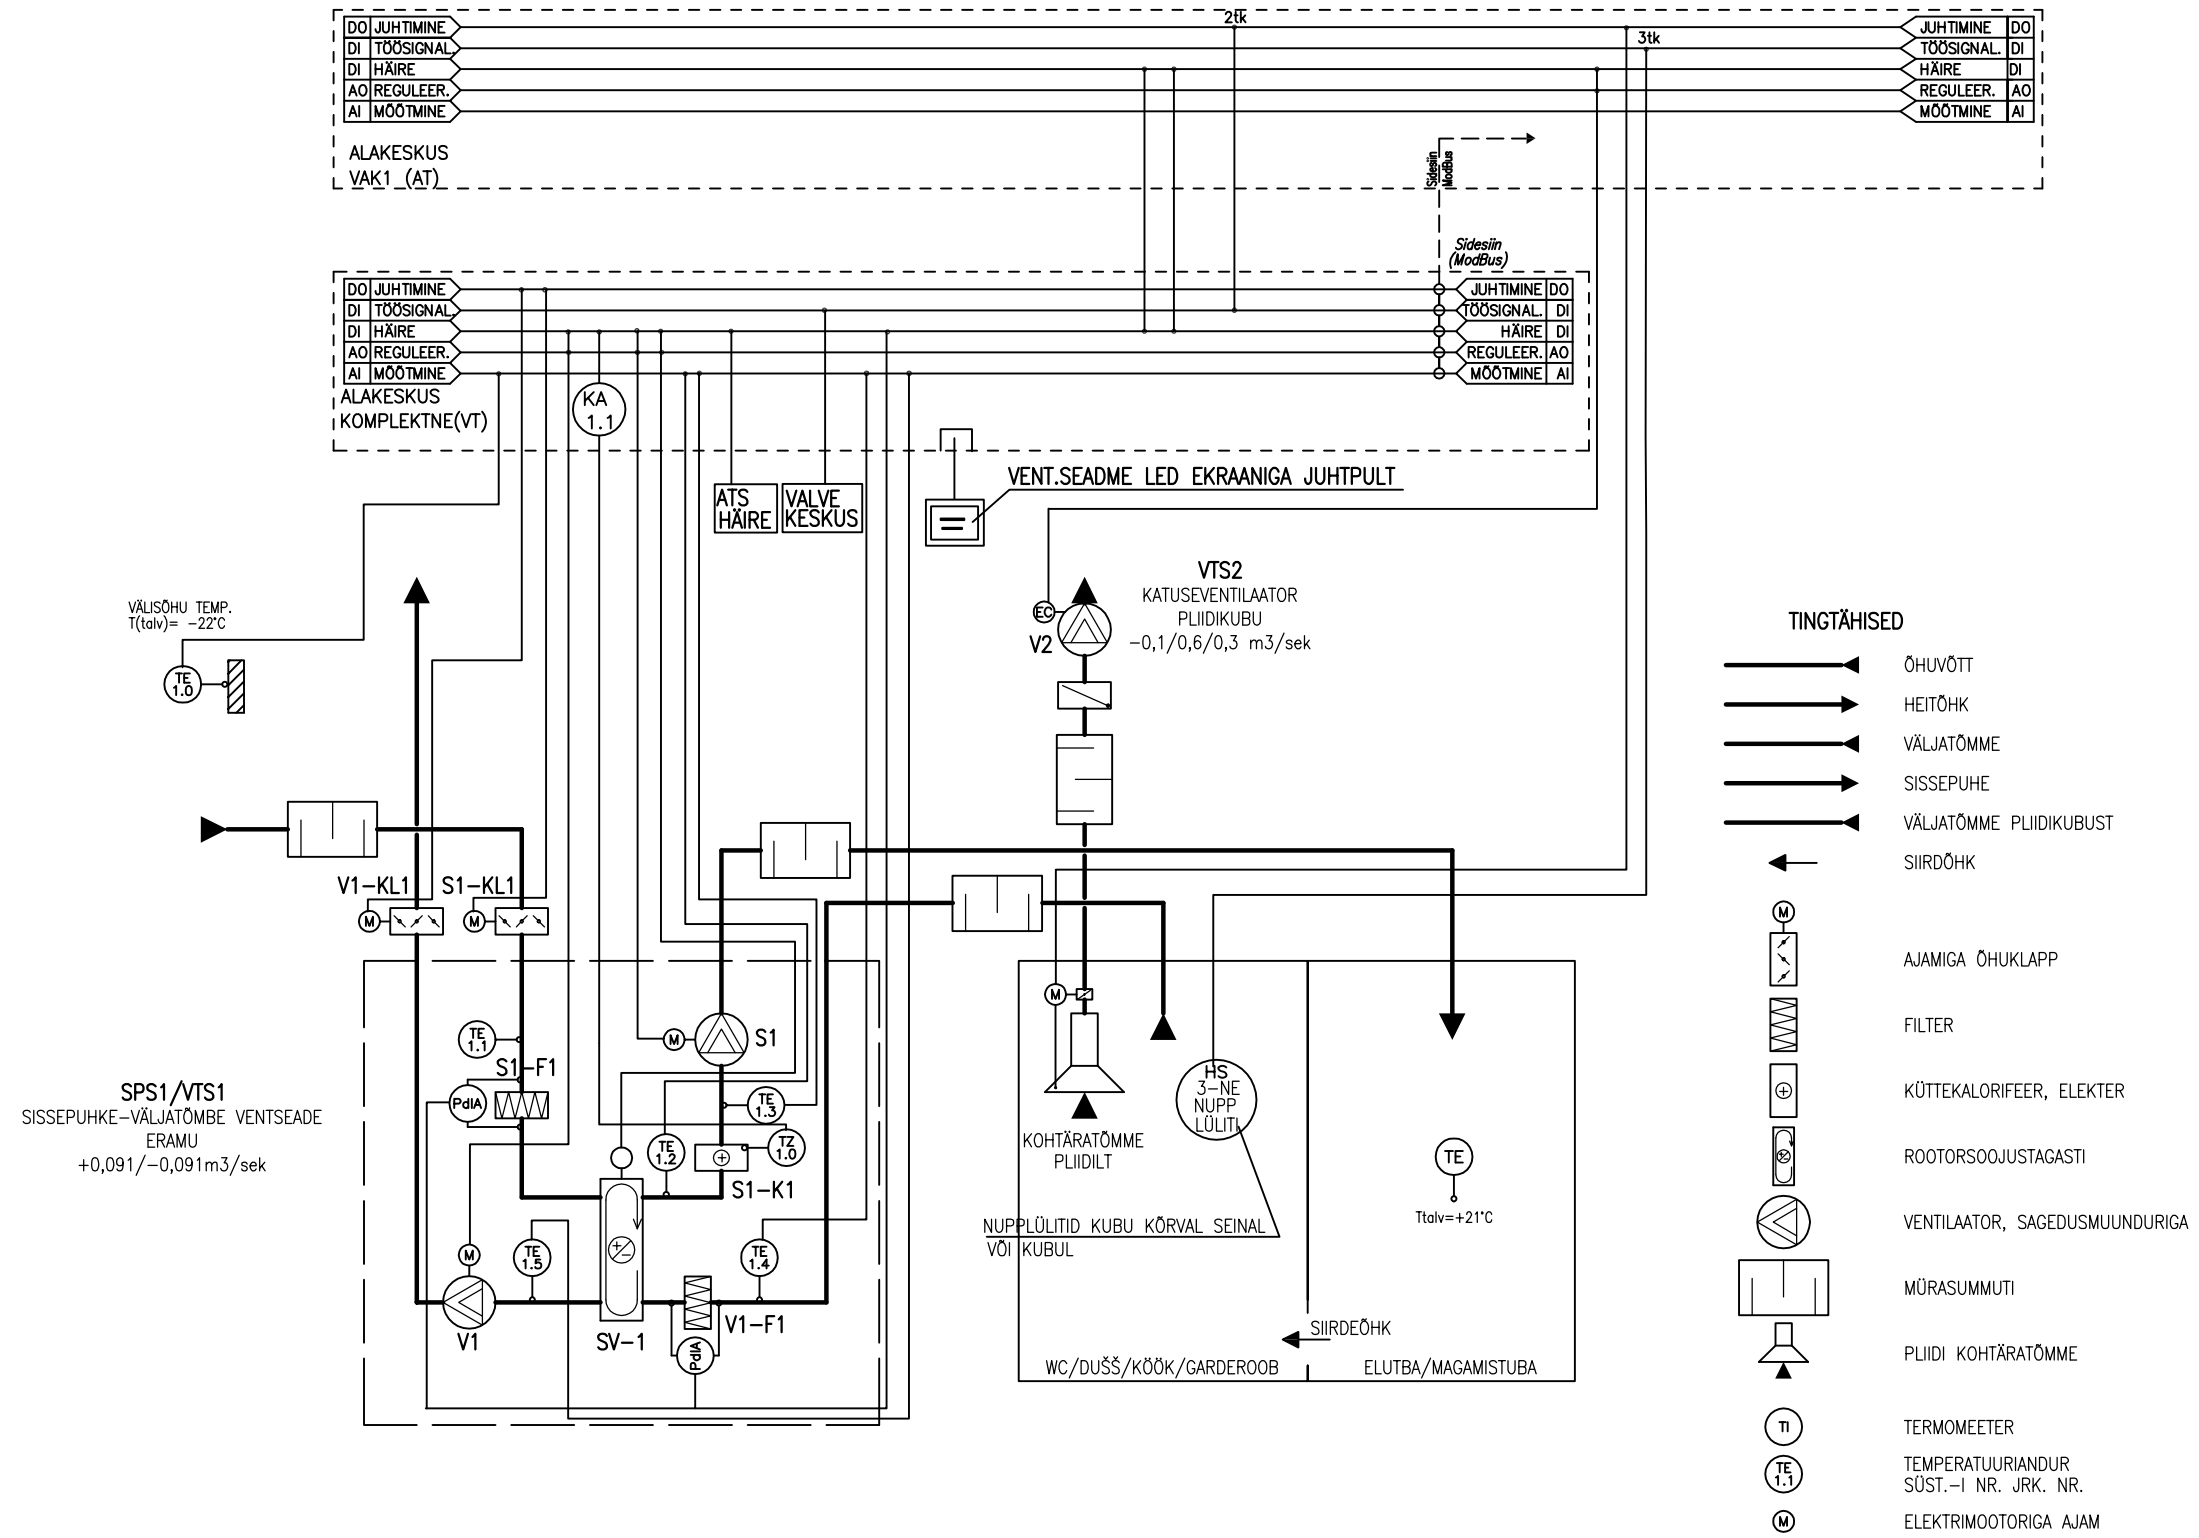 2tk
DO JUHTIMINE
DI TÖÖSIGNAL.
DI HÄIRE
AO REGULEER.
AI MÕÕTMINE
3tk
JUHTIMINE DO
TÖÖSIGNAL. DI
HÄIRE DI
REGULEER. AO
MÕÕTMINE AI
ALAKESKUS
VAK1 (AT)
Sidesiin
ModBus
Sidesiin
(ModBus)
DO JUHTIMINE
DI TÖÖSIGNAL.
DI HÄIRE
AO REGULEER.
AI MÕÕTMINE
JUHTIMINE DO
TÖÖSIGNAL. DI
HÄIRE DI
REGULEER. AO
MÕÕTMINE AI
ALAKESKUS
KOMPLEKTNE(VT)
KA
1.1
ATS
HÄIRE
VALVE
KESKUS
VENT.SEADME LED EKRAANIGA JUHTPULT
VÄLISÕHU TEMP.
T(talv)= -22°C
TE
1.0
VTS2
KATUSEVENTILAATOR
PLIIDIKUBU
-0,1/0,6/0,3 m3/sek
EC
V2
V1-KL1
S1-KL1
M
M
TE
1.1
S1-F1
PdIA
M
S1
TE
1.3
TE
1.2
TZ
1.0
S1-K1
SPS1/VTS1
SISSEPUHKE-VÄLJATÕMBE VENTSEADE
ERAMU
+0,091/-0,091m3/sek
M
V1
TE
1.5
+/-
SV-1
TE
1.4
V1-F1
PdIA
M
KOHTÄRATÕMME
PLIIDILT
HS
3-NE
NUPP
LÜLITI
NUPPLÜLITID KUBU KÕRVAL SEINAL
VÕI KUBUL
TE
Ttalv=+21°C
SIIRDEÕHK
WC/DUŠŠ/KÖÖK/GARDEROOB
ELUTBA/MAGAMISTUBA
TINGTÄHISED
ÕHUVÕTT
HEITÕHK
VÄLJATÕMME
SISSEPUHE
VÄLJATÕMME PLIIDIKUBUST
SIIRDÕHK
M
AJAMIGA ÕHUKLAPP
FILTER
KÜTTEKALORIFEER, ELEKTER
ROOTORSOOJUSTAGASTI
VENTILAATOR, SAGEDUSMUUNDURIGA
MÜRASUMMUTI
PLIIDI KOHTÄRATÕMME
TI
TERMOMEETER
TE
1.1
TEMPERATUURIANDUR
SÜST.-I NR. JRK. NR.
M
ELEKTRIMOOTORIGA AJAM